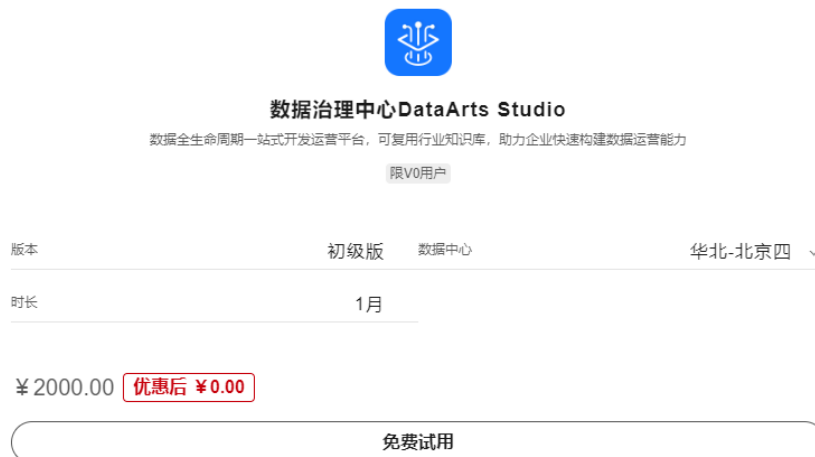 数据治理中心DataArts Studio
数据全生命周期一站式开发运营平台，可复用行业知识库，助力企业快速构建数据运营能力
限V0用户
版本 初级版 数据中心 华北-北京四
时长 1月
￥2000.00 优惠后 ￥0.00
免费试用